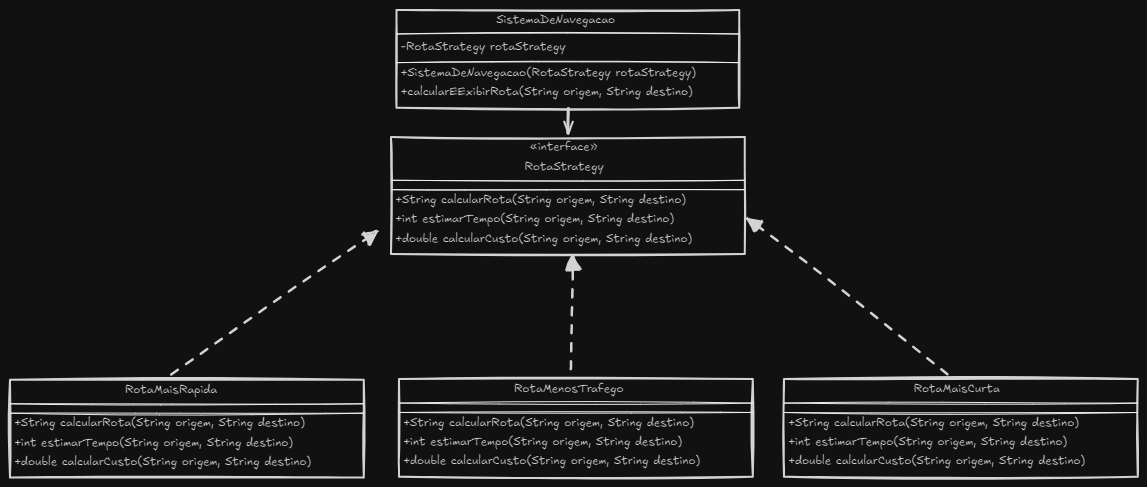 SistemaDeNavegacao
-RotaStrategy rotaStrategy
+SistemaDeNavegacao(RotaStrategy rotaStrategy)
+calcularEExibirRota(String origem, String destino)
«interface»
RotaStrategy
+String calcularRota(String origem, String destino)
+int estimarTempo(String origem, String destino)
+double calcularCusto(String origem, String destino)
RotaMaisRapida
+String calcularRota(String origem, String destino)
+int estimarTempo(String origem, String destino)
+double calcularCusto(String origem, String destino)
RotaMenosTrafego
+String calcularRota(String origem, String destino)
+int estimarTempo(String origem, String destino)
+double calcularCusto(String origem, String destino)
RotaMaisCurta
+String calcularRota(String origem, String destino)
+int estimarTempo(String origem, String destino)
+double calcularCusto(String origem, String destino)